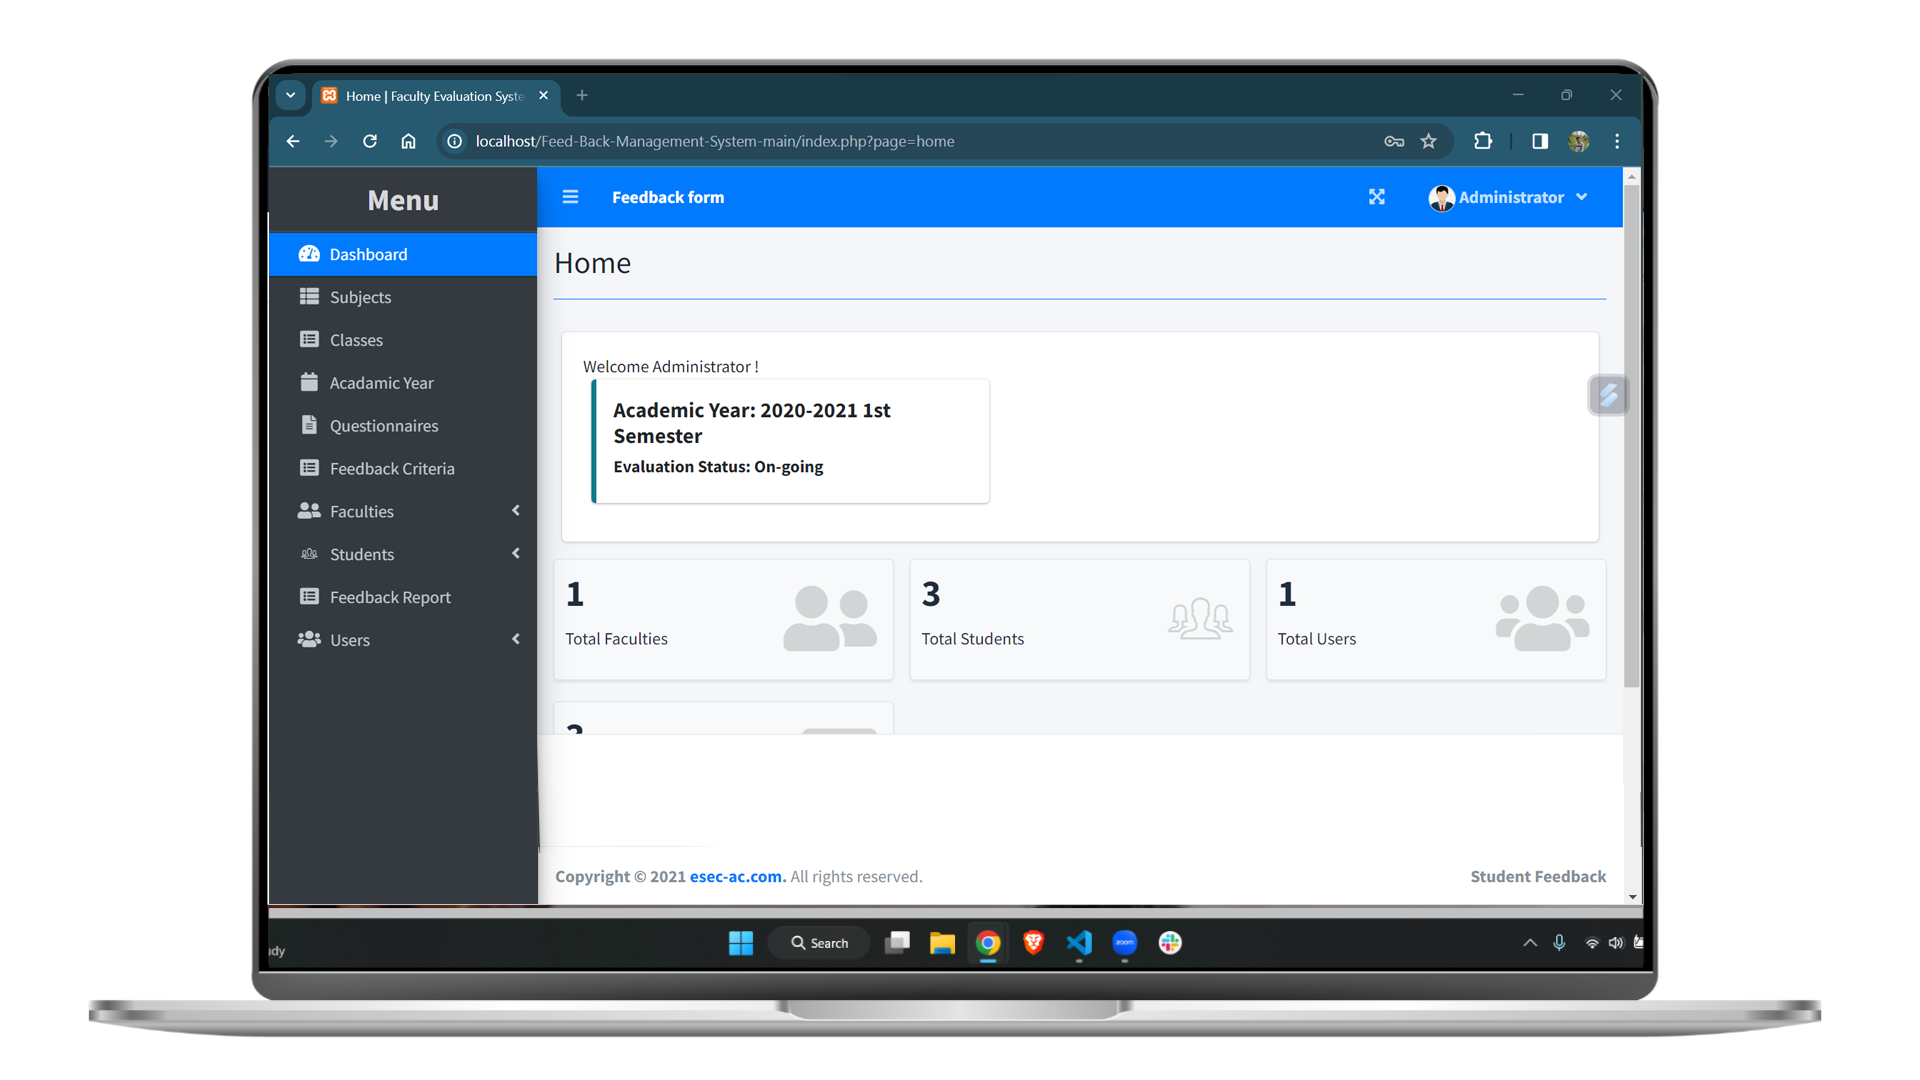 Home | Faculty Evaluation Syste
localhost/Feed-Back-Management-System-main/index.php?page=home
Menu
Feedback form
Administrator
Dashboard
Subjects
Classes
Acadamic Year
Questionnaires
Feedback Criteria
Faculties
Students
Feedback Report
Users
Home
Welcome Administrator !
Academic Year: 2020-2021 1st
Semester
Evaluation Status: On-going
1
Total Faculties
3
Total Students
1
Total Users
Copyright © 2021 esec-ac.com. All rights reserved.
Student Feedback
Search
zoom